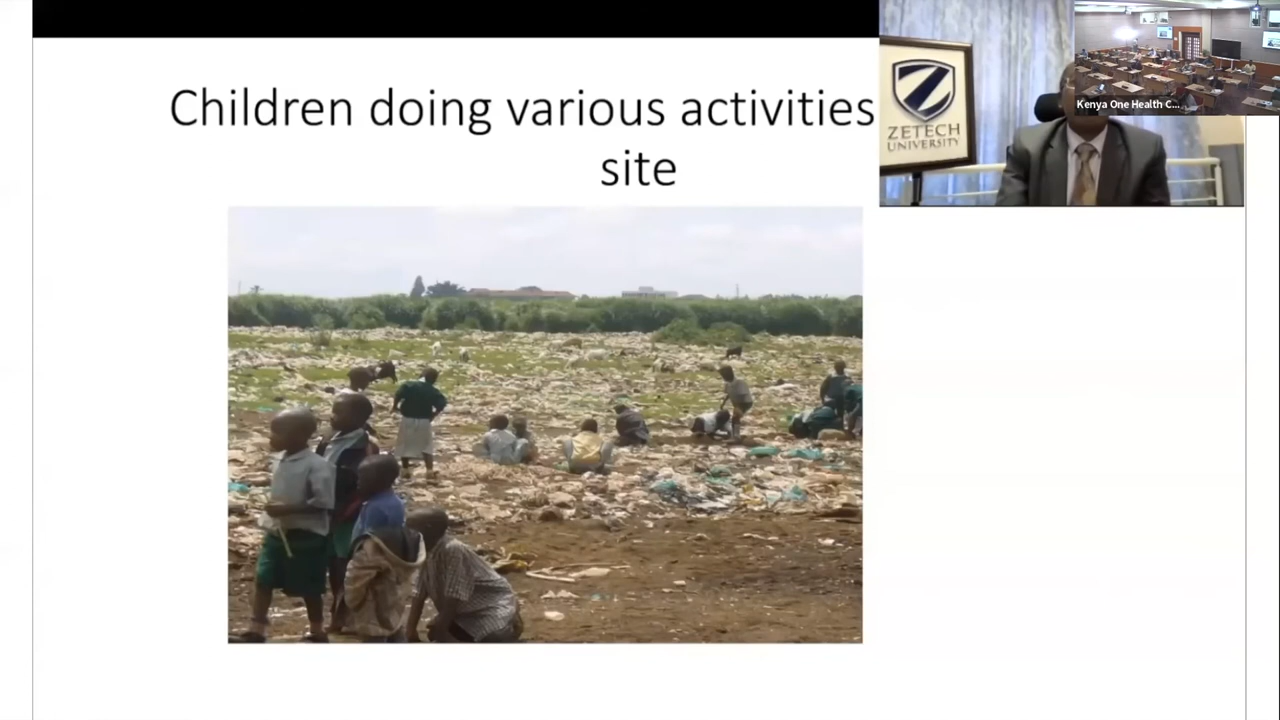 Children doing various activities
site
ZETECH
UNIVERSITY
Kenya One Health C...